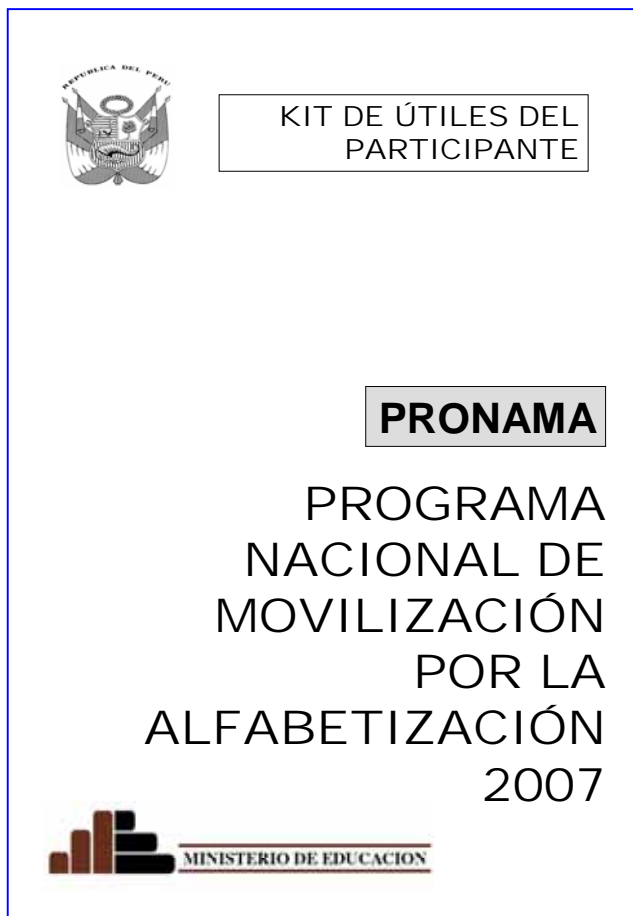 REPUBLICA DEL PERU
KIT DE ÚTILES DEL
PARTICIPANTE
PRONAMA
PROGRAMA
NACIONAL DE
MOVILIZACIÓN
POR LA
ALFABETIZACIÓN
2007
MINISTERIO DE EDUCACION